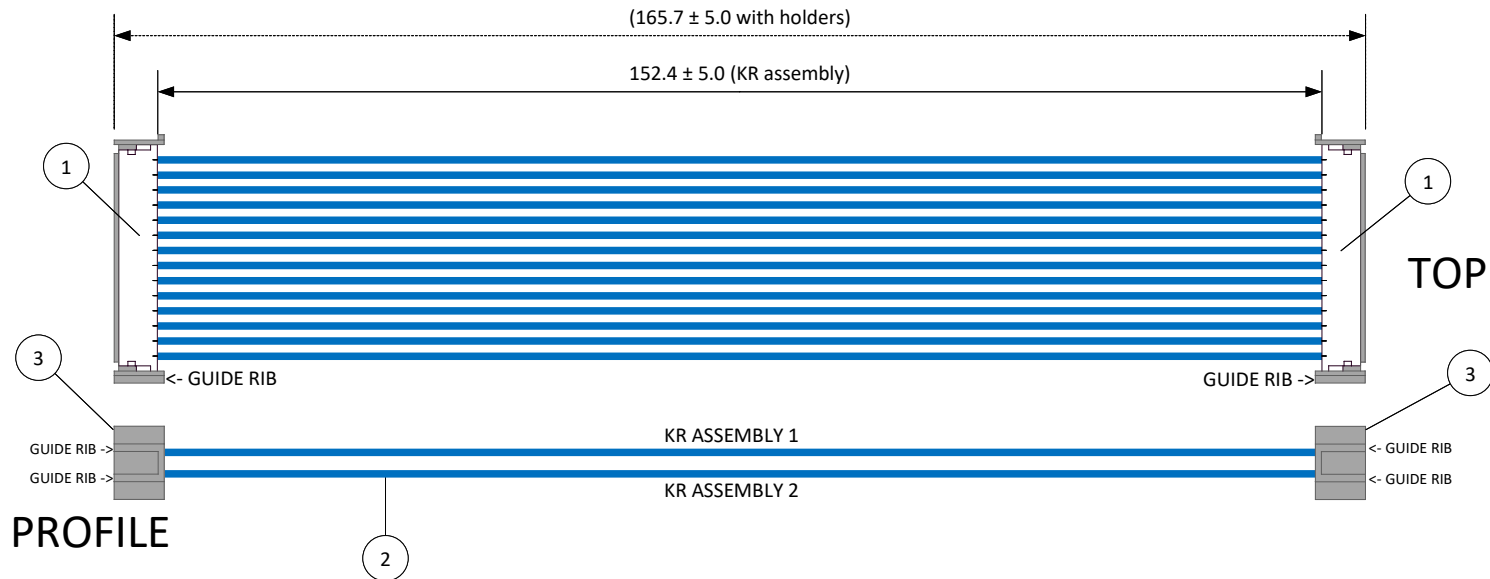 (165.7 ± 5.0 with holders)
152.4 ± 5.0 (KR assembly)
1
1
TOP
3
<- GUIDE RIB
GUIDE RIB ->
3
KR ASSEMBLY 1
GUIDE RIB ->
<- GUIDE RIB
GUIDE RIB ->
<- GUIDE RIB
KR ASSEMBLY 2
PROFILE
2